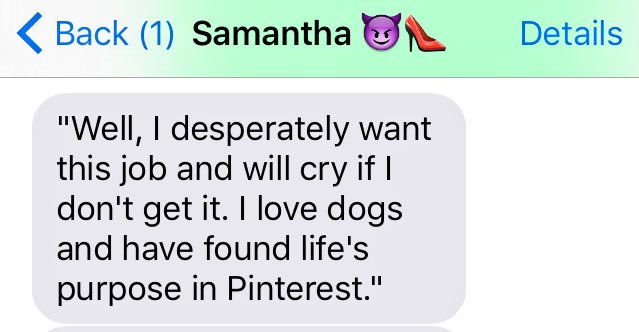 Back (1) Samantha 😈👠 Details
"Well, I desperately want
this job and will cry if I
don't get it. I love dogs
and have found life's
purpose in Pinterest."